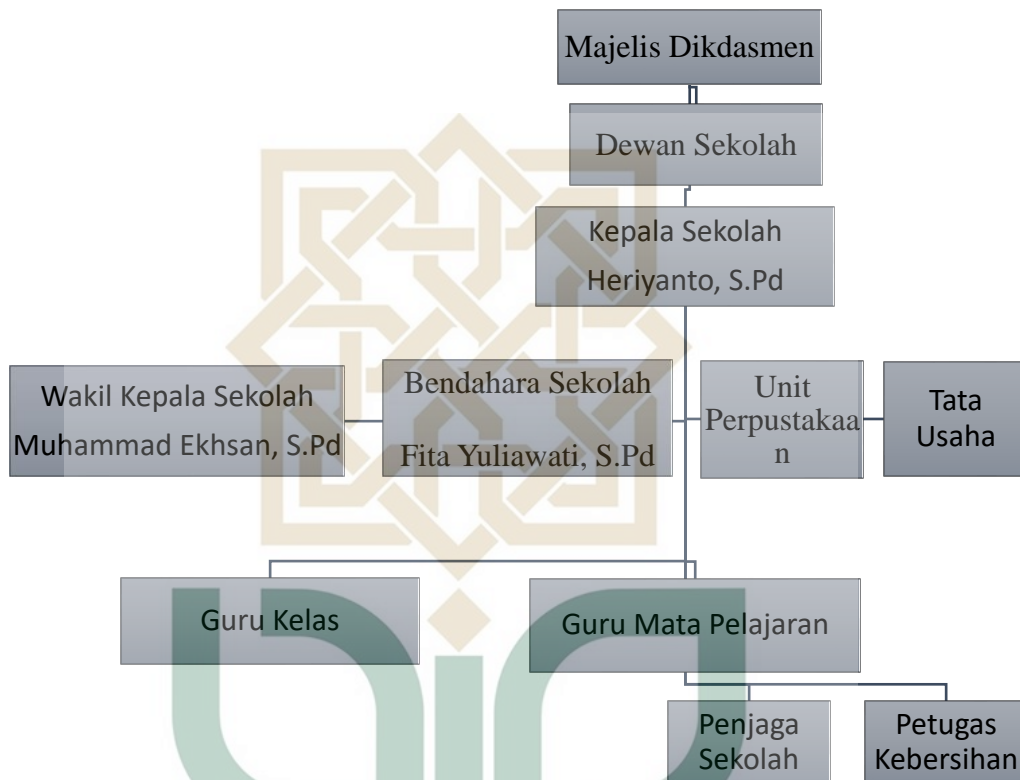 Majelis Dikdasmen
Dewan Sekolah
Kepala Sekolah
Heriyanto, S.Pd
Wakil Kepala Sekolah
Muhammad Ekhsan, S.Pd
Bendahara Sekolah
Fita Yuliawati, S.Pd
Unit
Perpustakaa
n
Tata
Usaha
Guru Kelas
Guru Mata Pelajaran
Penjaga
Sekolah
Petugas
Kebersihan